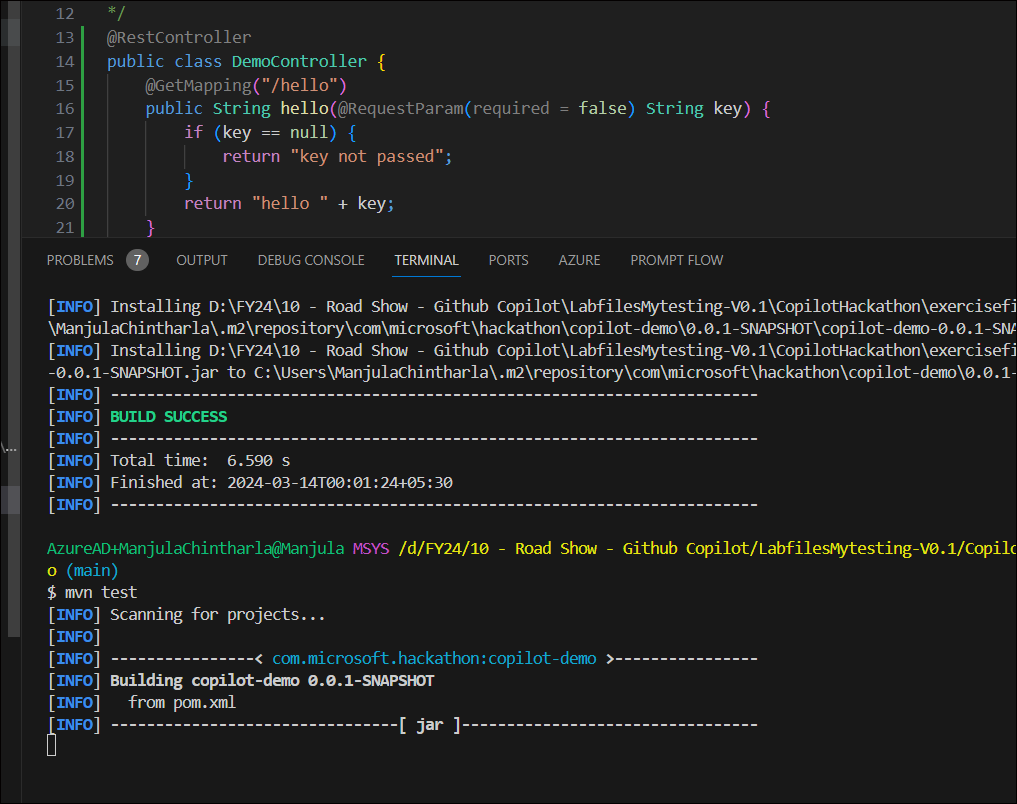 12 */
13 @RestController
14 public class DemoController {
15 @GetMapping("/hello")
16 public String hello(@RequestParam(required = false) String key) {
17 if (key == null) {
18 return "key not passed";
19 }
20 return "hello " + key;
21 }
PROBLEMS 7 OUTPUT DEBUG CONSOLE TERMINAL PORTS AZURE PROMPT FLOW
[INFO] Installing D:\FY24\10 - Road Show - Github Copilot\LabfilesMytesting-V0.1\CopilotHackathon\exercisefi
\ManjulaChintharla\.m2\repository\com\microsoft\hackathon\copilot-demo\0.0.1-SNAPSHOT\copilot-demo-0.0.1-SNA
[INFO] Installing D:\FY24\10 - Road Show - Github Copilot\LabfilesMytesting-V0.1\CopilotHackathon\exercisefi
-0.0.1-SNAPSHOT.jar to C:\Users\ManjulaChintharla\.m2\repository\com\microsoft\hackathon\copilot-demo\0.0.1-
[INFO] ------------------------------------------------------------------------
[INFO] BUILD SUCCESS
[INFO] ------------------------------------------------------------------------
\...
[INFO] Total time:  6.590 s
[INFO] Finished at: 2024-03-14T00:01:24+05:30
[INFO] ------------------------------------------------------------------------
AzureAD+ManjulaChintharla@Manjula MSYS /d/FY24/10 - Road Show - Github Copilot/LabfilesMytesting-V0.1/Copilo
o (main)
$ mvn test
[INFO] Scanning for projects...
[INFO]
[INFO] ----------------< com.microsoft.hackathon:copilot-demo >----------------
[INFO] Building copilot-demo 0.0.1-SNAPSHOT
[INFO]   from pom.xml
[INFO] --------------------------------[ jar ]---------------------------------